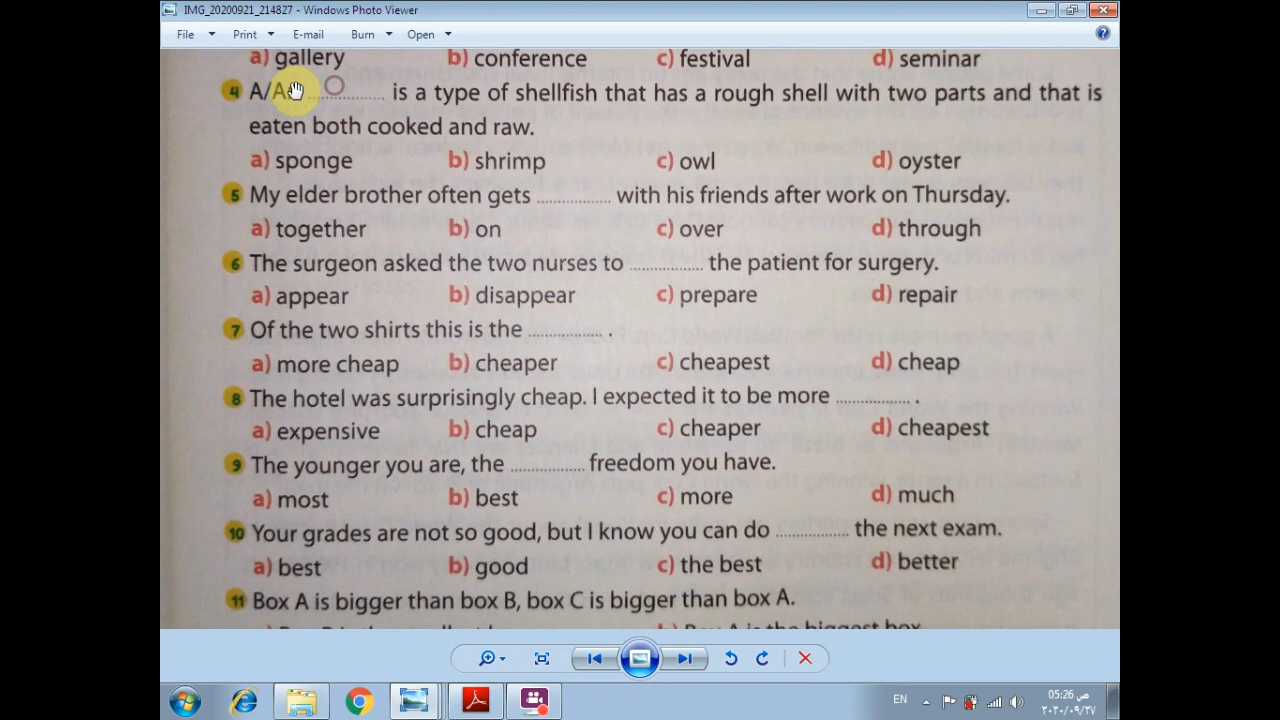 IMG_20200921_214827 - Windows Photo Viewer
File Print E-mail Burn Open
a) gallery b) conference c) festival d) seminar
4 A/A ............ is a type of shellfish that has a rough shell with two parts and that is
eaten both cooked and raw.
a) sponge b) shrimp c) owl d) oyster
5 My elder brother often gets ............ with his friends after work on Thursday.
a) together b) on c) over d) through
6 The surgeon asked the two nurses to ............ the patient for surgery.
a) appear b) disappear c) prepare d) repair
7 Of the two shirts this is the ............ .
a) more cheap b) cheaper c) cheapest d) cheap
8 The hotel was surprisingly cheap. I expected it to be more ............ .
a) expensive b) cheap c) cheaper d) cheapest
9 The younger you are, the ............ freedom you have.
a) most b) best c) more d) much
10 Your grades are not so good, but I know you can do ............ the next exam.
a) best b) good c) the best d) better
11 Box A is bigger than box B, box C is bigger than box A.
b) Box A is the biggest box
EN
05:26 ص
٢٠٢٠/٠٩/٢٧